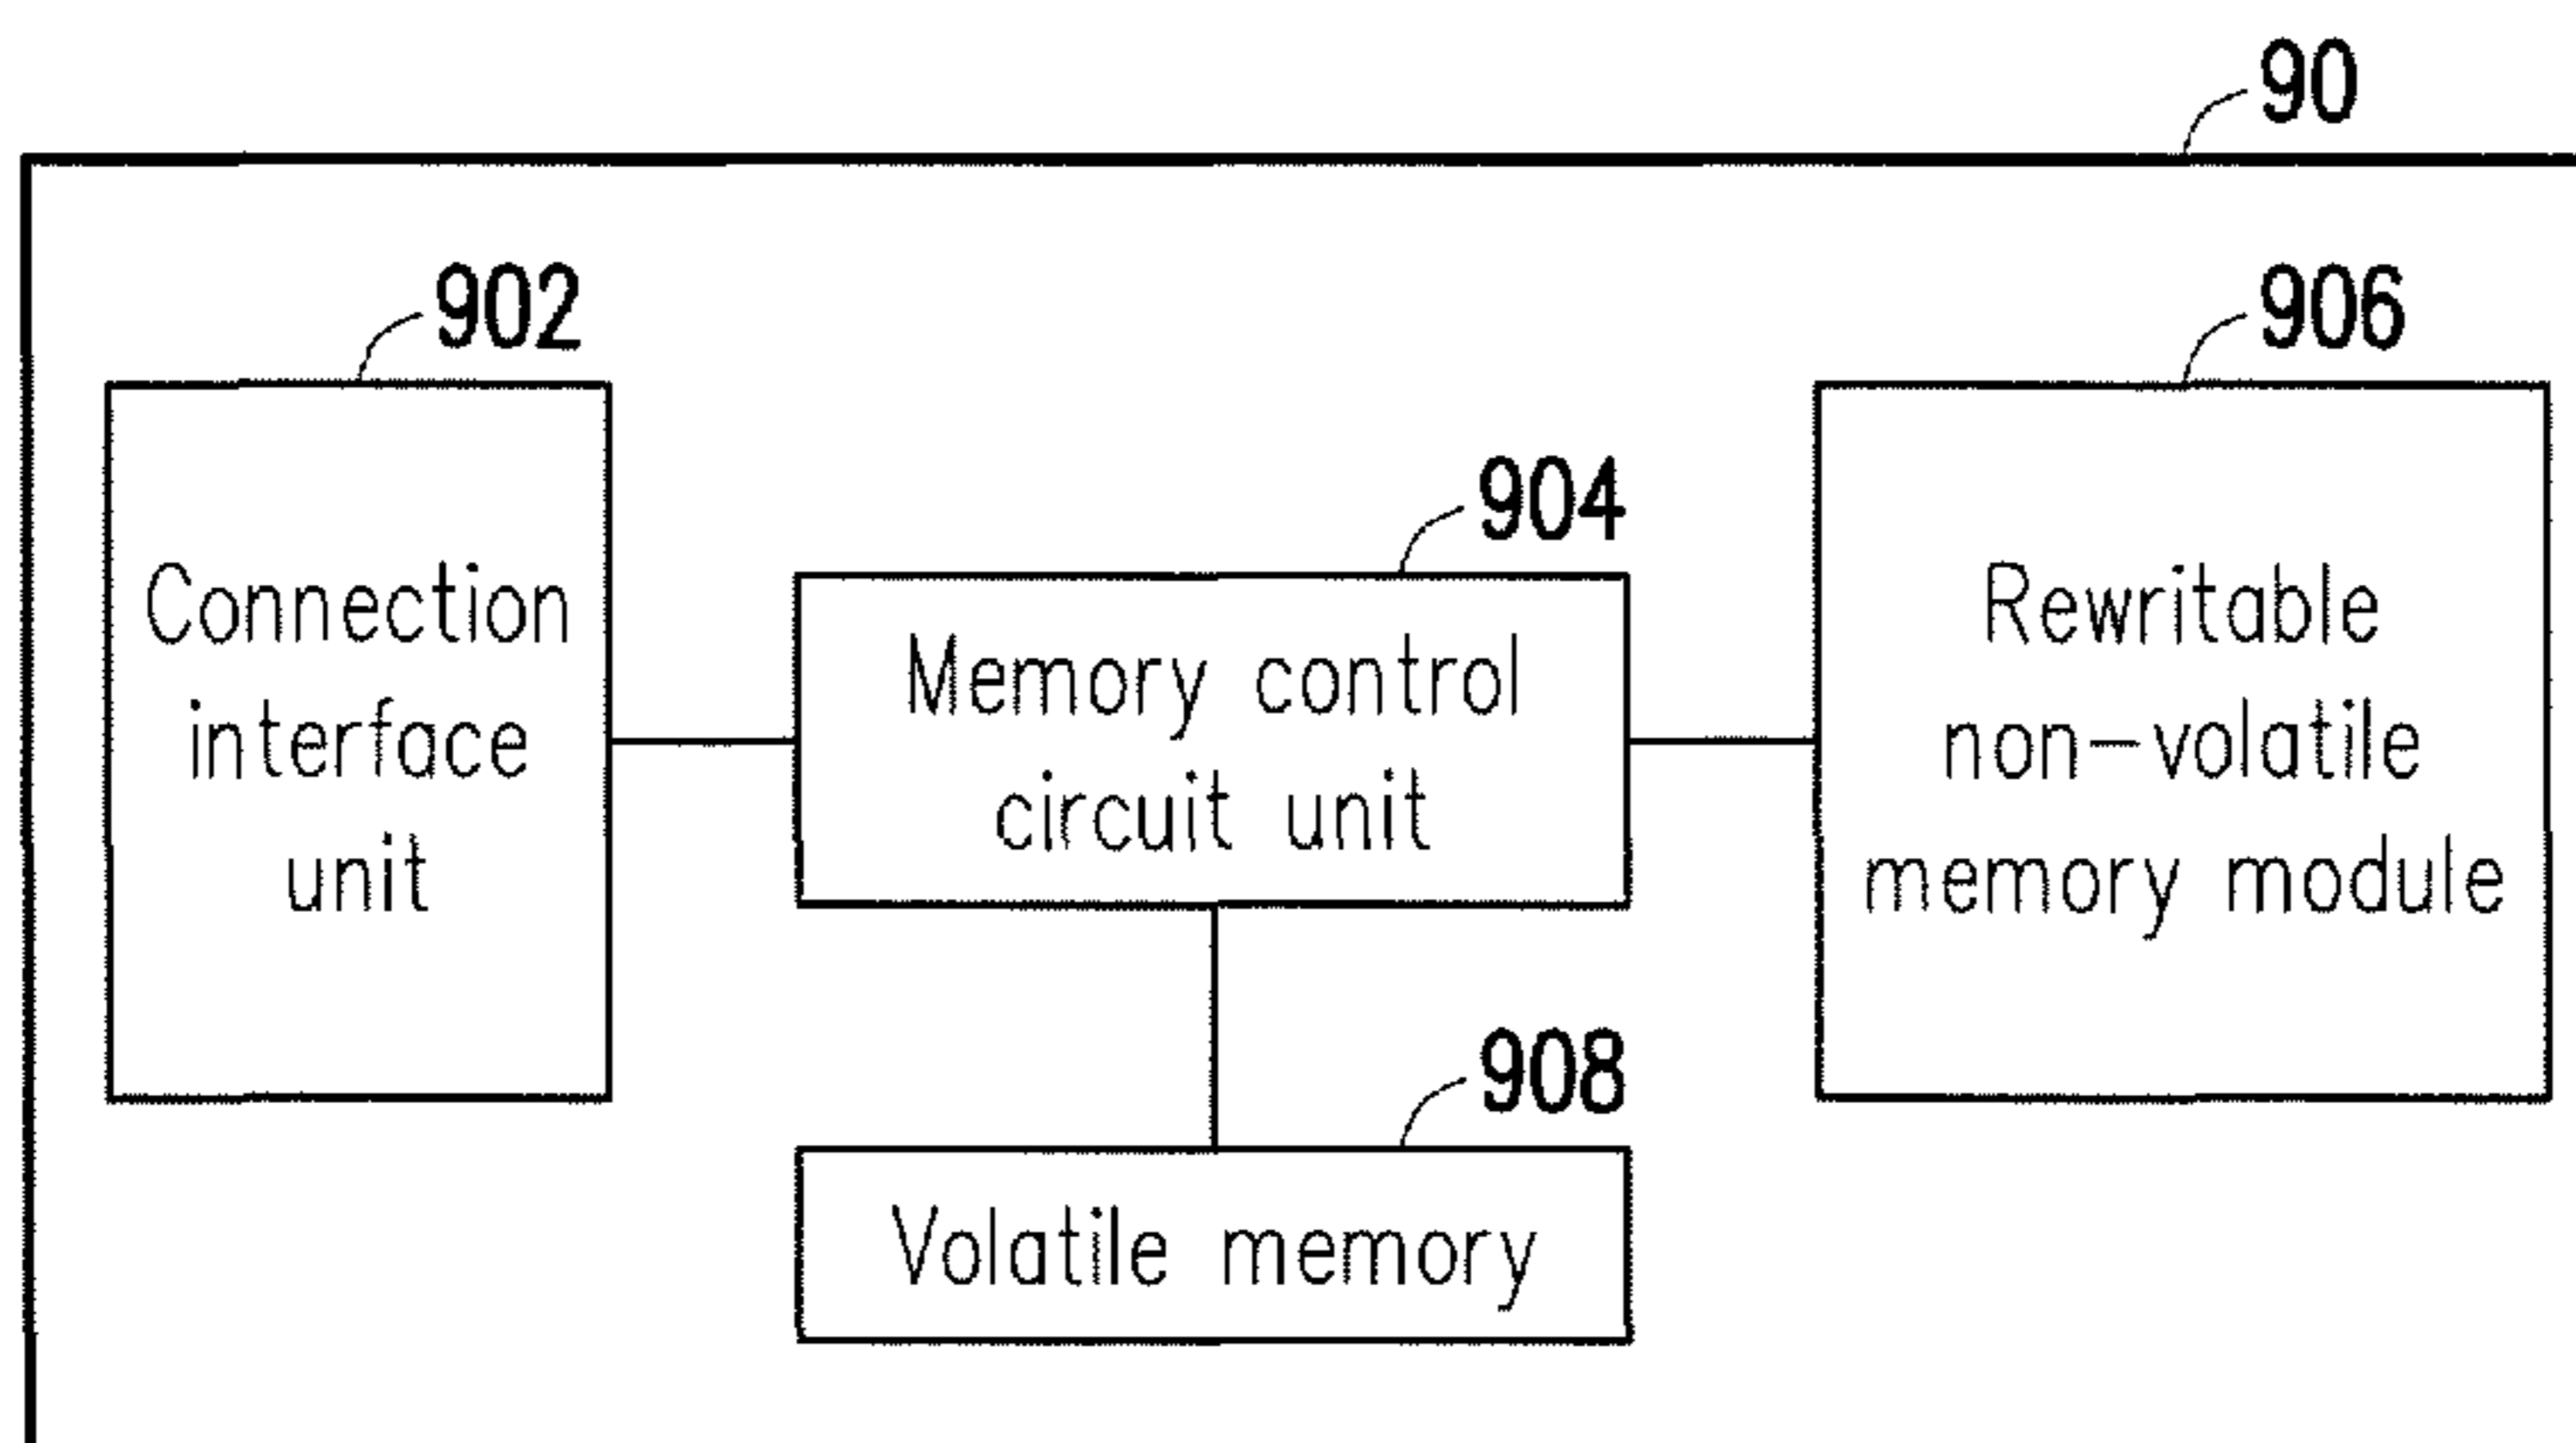 90
902
906
904
Connection
interface
unit
Memory control
circuit unit
Rewritable
non-volatile
memory module
908
Volatile memory